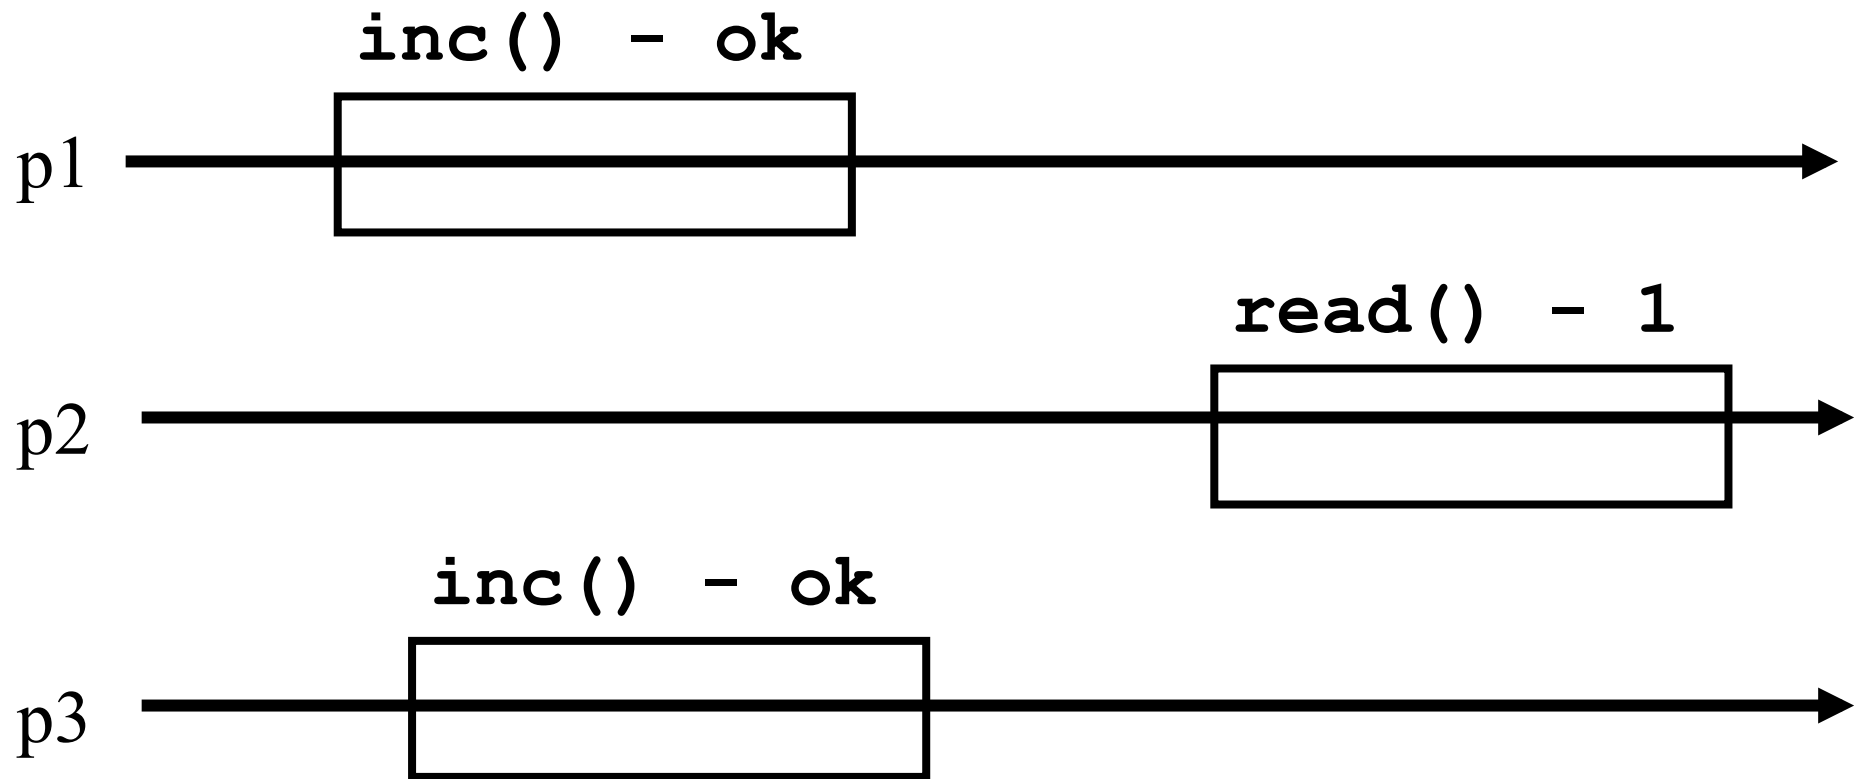 inc() - ok
p1
read() - 1
p2
inc() - ok
p3